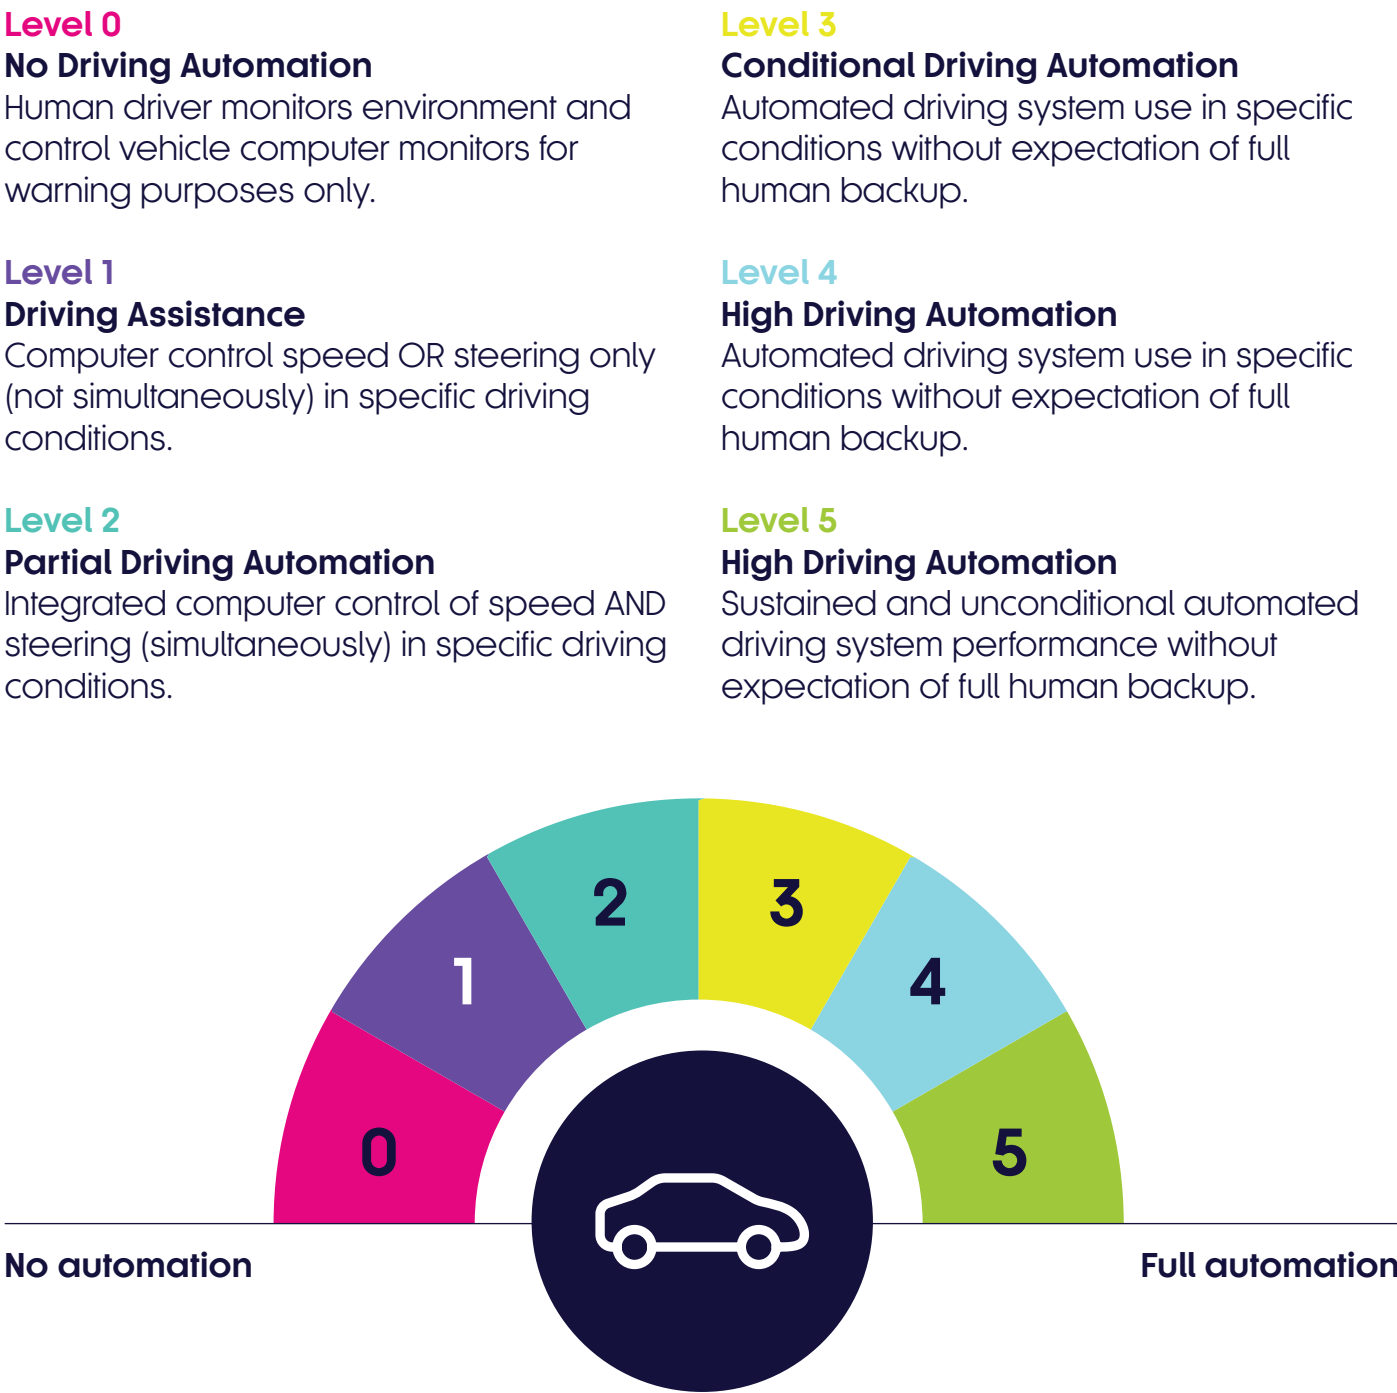 Level 0
No Driving Automation
Human driver monitors environment and
control vehicle computer monitors for
warning purposes only.
Level 1
Driving Assistance
Computer control speed OR steering only
(not simultaneously) in specific driving
conditions.
Level 2
Partial Driving Automation
Integrated computer control of speed AND
steering (simultaneously) in specific driving
conditions.
Level 3
Conditional Driving Automation
Automated driving system use in specific
conditions without expectation of full
human backup.
Level 4
High Driving Automation
Automated driving system use in specific
conditions without expectation of full
human backup.
Level 5
High Driving Automation
Sustained and unconditional automated
driving system performance without
expectation of full human backup.
0
1
2
3
4
5
No automation
Full automation